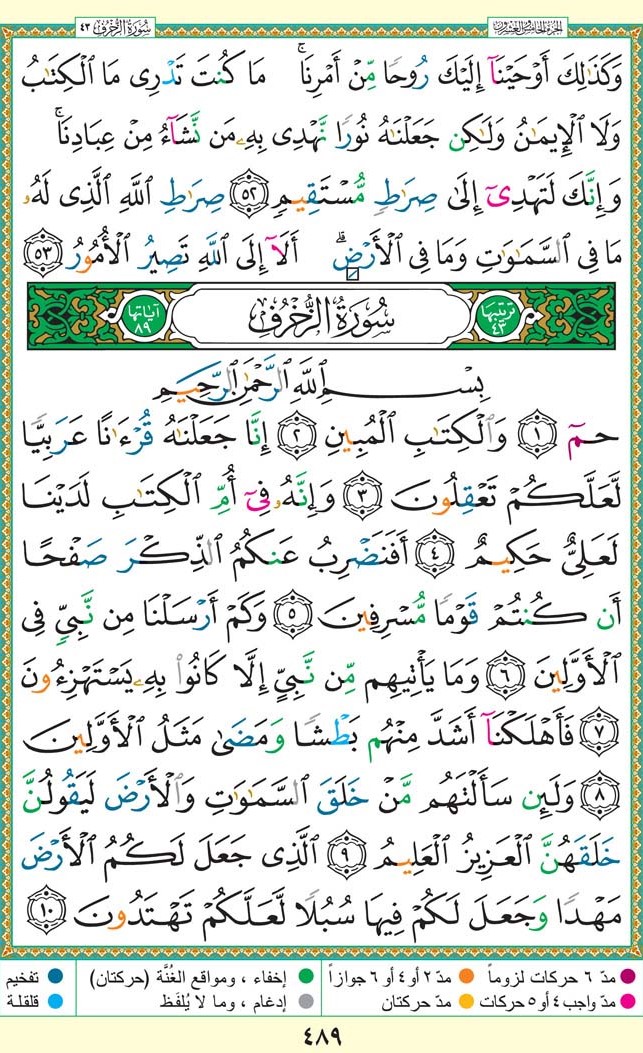 الجزء الخامس والعشرون سورة الزخرف ٤٣
وَكَذَٰلِكَ أَوْحَيْنَآ إِلَيْكَ رُوحًا مِّنْ أَمْرِنَا ۚ مَا كُنتَ تَدْرِى مَا ٱلْكِتَٰبُ
وَلَا ٱلْإِيمَٰنُ وَلَٰكِن جَعَلْنَٰهُ نُورًا نَّهْدِى بِهِۦ مَن نَّشَآءُ مِنْ عِبَادِنَا ۚ
وَإِنَّكَ لَتَهْدِىٓ إِلَىٰ صِرَٰطٍ مُّسْتَقِيمٍ ٥٢ صِرَٰطِ ٱللَّهِ ٱلَّذِى لَهُۥ
مَا فِى ٱلسَّمَٰوَٰتِ وَمَا فِى ٱلْأَرْضِ ۗ أَلَآ إِلَى ٱللَّهِ تَصِيرُ ٱلْأُمُورُ ٥٣
ترتيبها ٤٣ سُورَةُ الزُّخْرُفِ آياتها ٨٩
بِسْمِ ٱللَّهِ ٱلرَّحْمَٰنِ ٱلرَّحِيمِ
حمٓ ١ وَٱلْكِتَٰبِ ٱلْمُبِينِ ٢ إِنَّا جَعَلْنَٰهُ قُرْءَٰنًا عَرَبِيًّا
لَّعَلَّكُمْ تَعْقِلُونَ ٣ وَإِنَّهُۥ فِىٓ أُمِّ ٱلْكِتَٰبِ لَدَيْنَا
لَعَلِىٌّ حَكِيمٌ ٤ أَفَنَضْرِبُ عَنكُمُ ٱلذِّكْرَ صَفْحًا
أَن كُنتُمْ قَوْمًا مُّسْرِفِينَ ٥ وَكَمْ أَرْسَلْنَا مِن نَّبِىٍّ فِى
ٱلْأَوَّلِينَ ٦ وَمَا يَأْتِيهِم مِّن نَّبِىٍّ إِلَّا كَانُوا۟ بِهِۦ يَسْتَهْزِءُونَ
٧ فَأَهْلَكْنَآ أَشَدَّ مِنْهُم بَطْشًا وَمَضَىٰ مَثَلُ ٱلْأَوَّلِينَ
٨ وَلَئِن سَأَلْتَهُم مَّنْ خَلَقَ ٱلسَّمَٰوَٰتِ وَٱلْأَرْضَ لَيَقُولُنَّ
خَلَقَهُنَّ ٱلْعَزِيزُ ٱلْعَلِيمُ ٩ ٱلَّذِى جَعَلَ لَكُمُ ٱلْأَرْضَ
مَهْدًا وَجَعَلَ لَكُمْ فِيهَا سُبُلًا لَّعَلَّكُمْ تَهْتَدُونَ ١٠
مدّ ٦ حركات لزوماً مدّ ٢ أو ٤ أو ٦ جوازاً إخفاء ، ومواقع الغُنَّة (حركتان) تفخيم
مدّ واجب ٤ أو ٥ حركات مدّ حركتان إدغام ، وما لا يُلفَظ قلقلة
٤٨٩